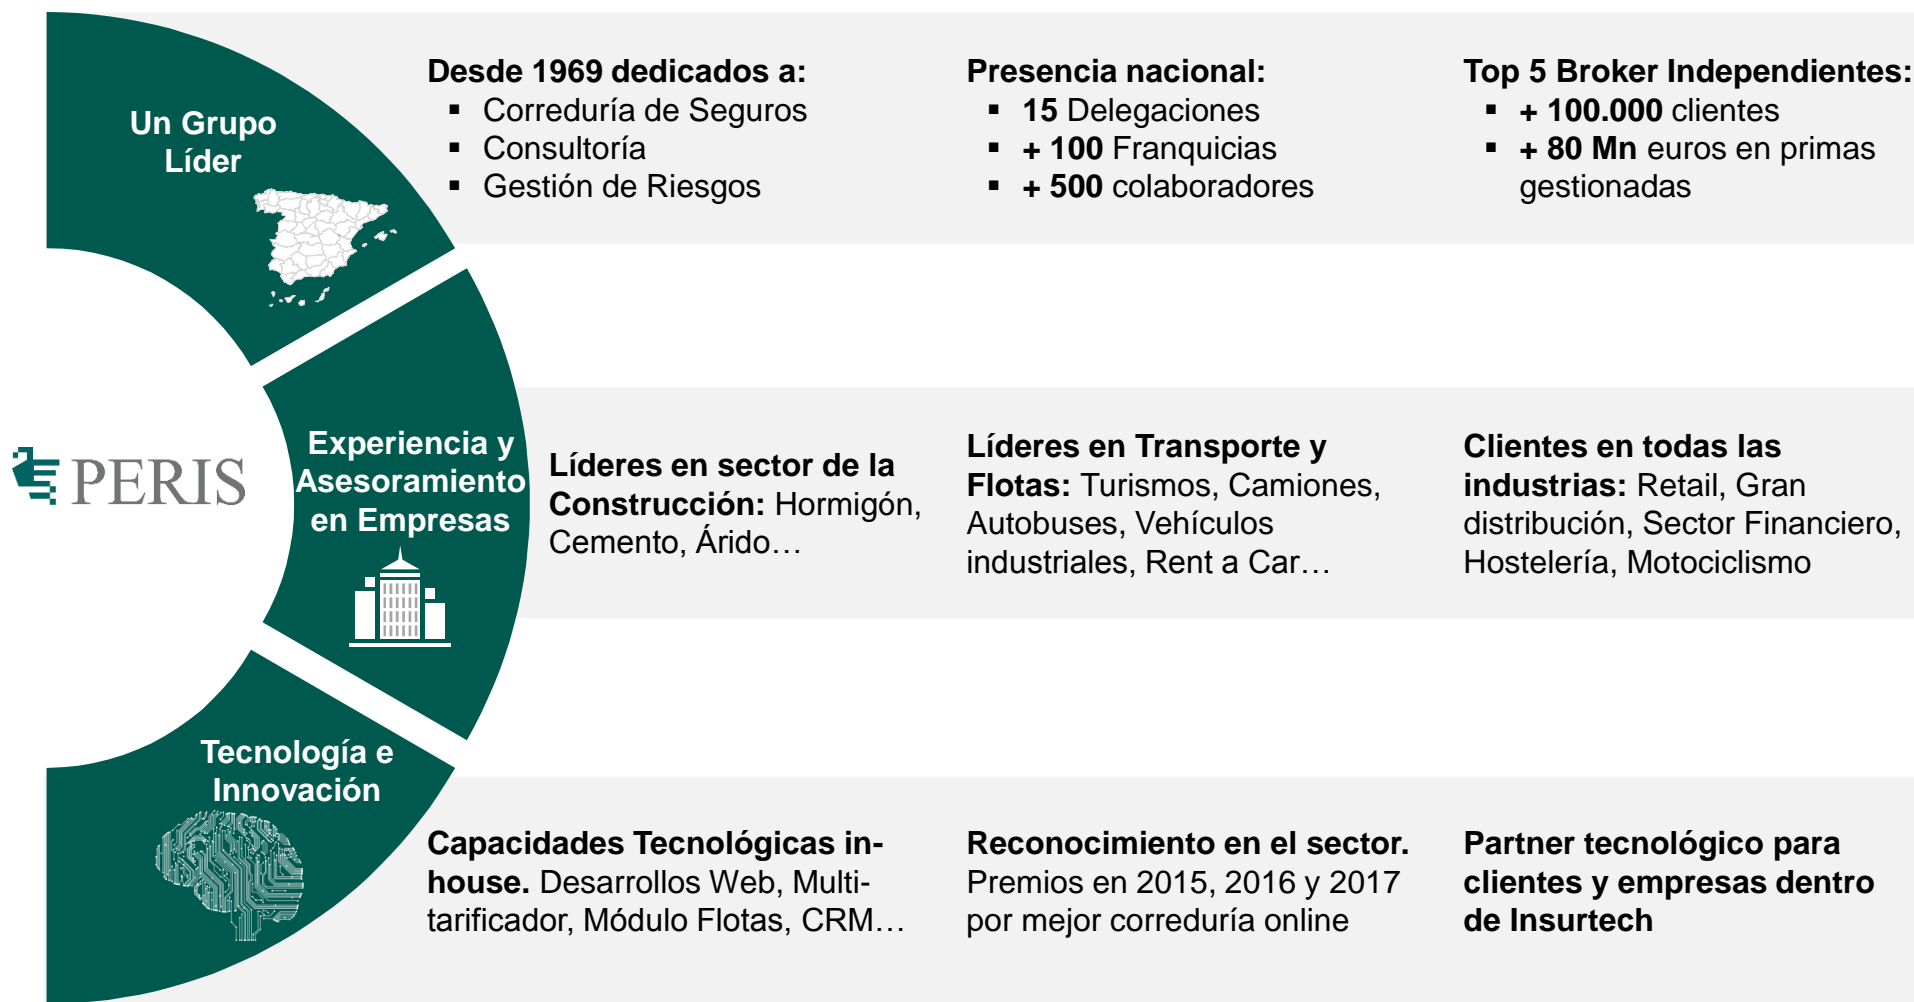 Un Grupo
Líder
Desde 1969 dedicados a:
▪ Correduría de Seguros
▪ Consultoría
▪ Gestión de Riesgos
Presencia nacional:
▪ 15 Delegaciones
▪ + 100 Franquicias
▪ + 500 colaboradores
Top 5 Broker Independientes:
▪ + 100.000 clientes
▪ + 80 Mn euros en primas
gestionadas
PERIS
Experiencia y
Asesoramiento
en Empresas
Líderes en sector de la
Construcción: Hormigón,
Cemento, Árido…
Líderes en Transporte y
Flotas: Turismos, Camiones,
Autobuses, Vehículos
industriales, Rent a Car…
Clientes en todas las
industrias: Retail, Gran
distribución, Sector Financiero,
Hostelería, Motociclismo
Tecnología e
Innovación
Capacidades Tecnológicas in-
house. Desarrollos Web, Multi-
tarificador, Módulo Flotas, CRM…
Reconocimiento en el sector.
Premios en 2015, 2016 y 2017
por mejor correduría online
Partner tecnológico para
clientes y empresas dentro
de Insurtech